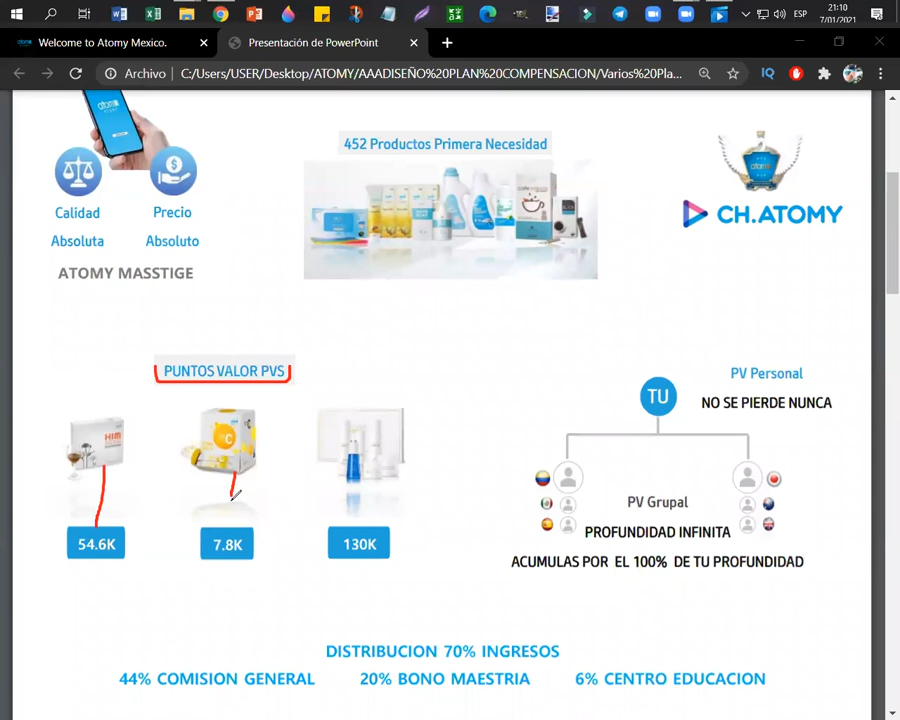 21:10
ESP
7/01/2021
Welcome to Atomy Mexico.
Presentación de PowerPoint
Archivo
C:/Users/USER/Desktop/ATOMY/AAADISEÑO%20PLAN%20COMPENSACION/Varios%20Pla...
IQ
452 Productos Primera Necesidad
Calidad
Absoluta
Precio
Absoluto
ATOMY MASSTIGE
CH.ATOMY
PUNTOS VALOR PVS
HIM
C
54.6K
7.8K
130K
TU
PV Personal
NO SE PIERDE NUNCA
PV Grupal
PROFUNDIDAD INFINITA
ACUMULAS POR EL 100% DE TU PROFUNDIDAD
DISTRIBUCION 70% INGRESOS
44% COMISION GENERAL
20% BONO MAESTRIA
6% CENTRO EDUCACION